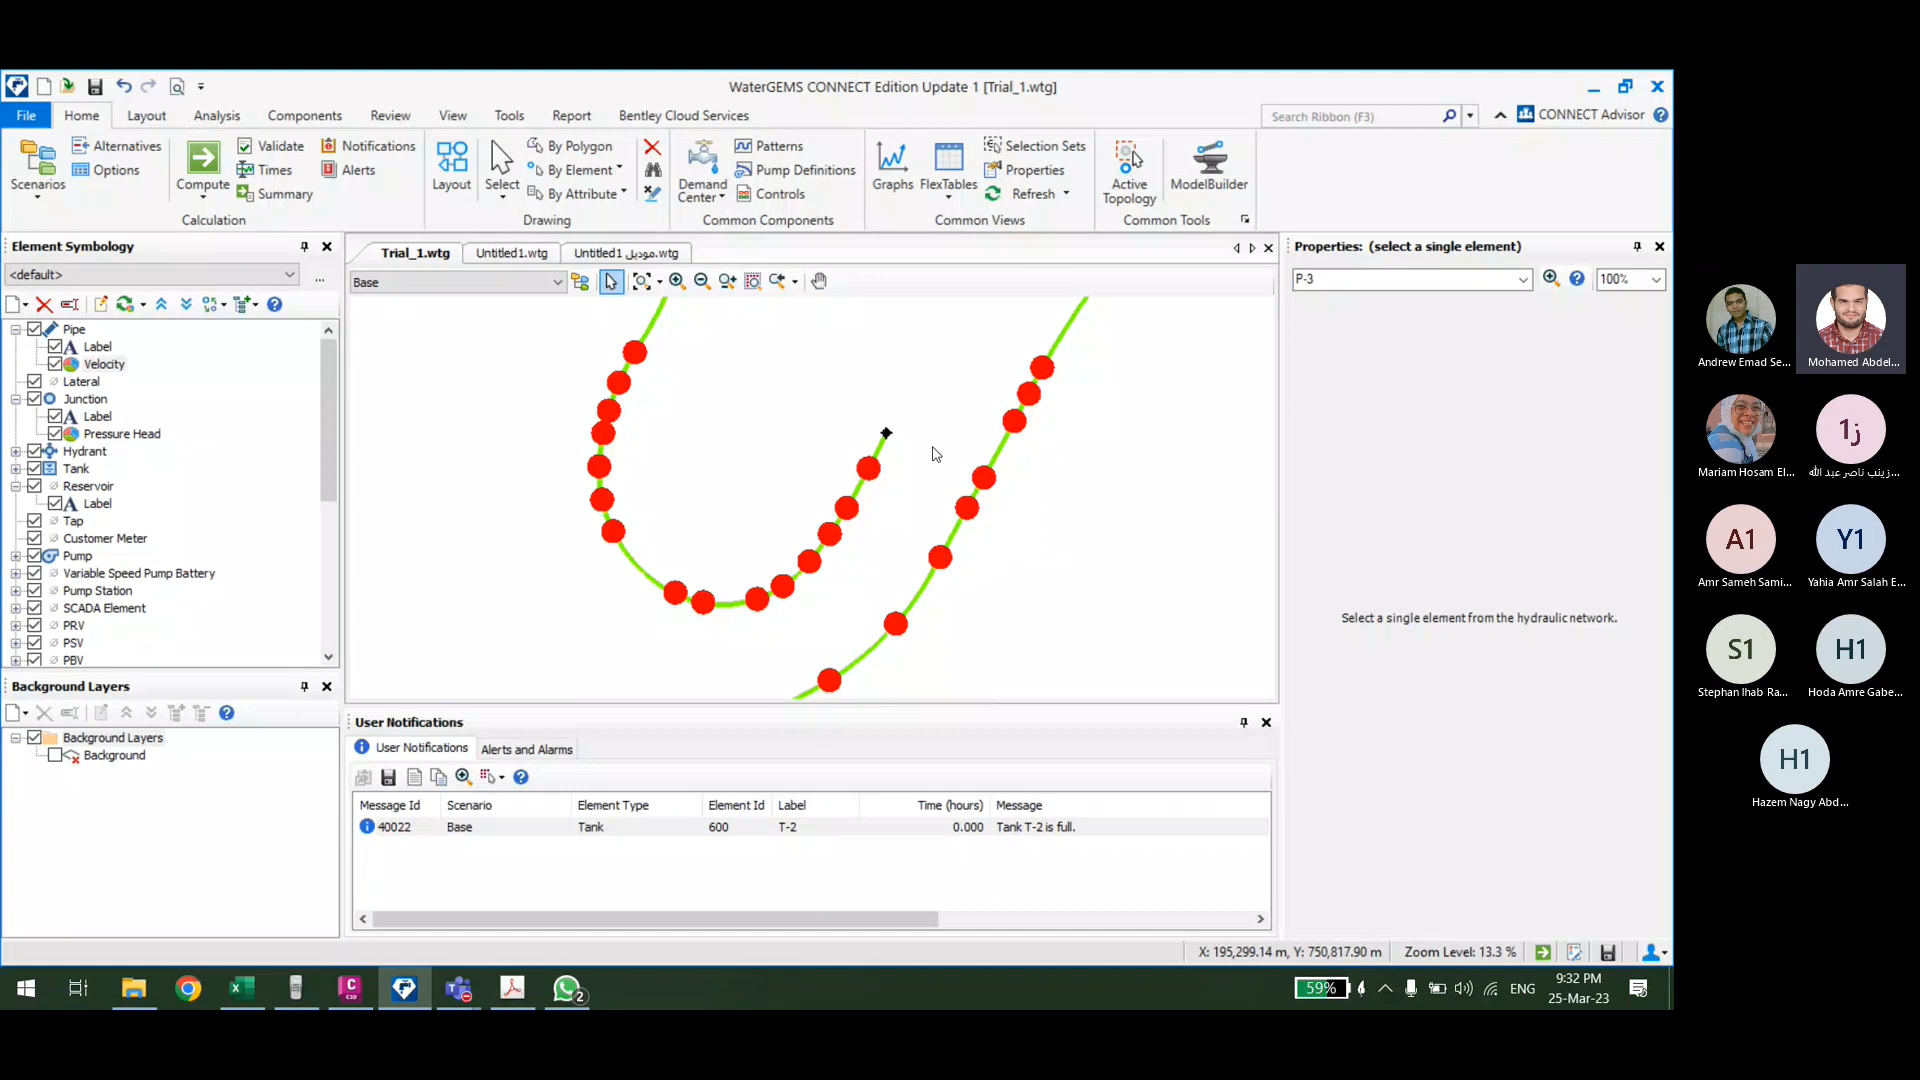 WaterGEMS CONNECT Edition Update 1 [Trial_1.wtg]
File
Home
Layout
Analysis
Components
Review
View
Tools
Report
Bentley Cloud Services
Search Ribbon (F3)
CONNECT Advisor
Scenarios
Alternatives
Options
Compute
Validate
Times
Summary
Notifications
Alerts
Calculation
Layout
Select
By Polygon
By Element
By Attribute
Drawing
Demand Center
Patterns
Pump Definitions
Controls
Common Components
Graphs
FlexTables
Selection Sets
Properties
Refresh
Common Views
Active Topology
ModelBuilder
Common Tools
Element Symbology
<default>
...
Pipe
Label
Velocity
Lateral
Junction
Label
Pressure Head
Hydrant
Tank
Reservoir
Label
Tap
Customer Meter
Pump
Variable Speed Pump Battery
Pump Station
SCADA Element
PRV
PSV
PBV
Background Layers
Background Layers
Background
Trial_1.wtg
Untitled1.wtg
Untitled1 موديل.wtg
Base
User Notifications
User Notifications
Alerts and Alarms
Message Id
Scenario
Element Type
Element Id
Label
Time (hours)
Message
40022
Base
Tank
600
T-2
0.000
Tank T-2 is full.
Properties: (select a single element)
P-3
100%
Select a single element from the hydraulic network.
X: 195,299.14 m, Y: 750,817.90 m
Zoom Level: 13.3 %
C
C3D
2
59%
ENG
9:32 PM
25-Mar-23
Andrew Emad Se...
Mohamed Abdel...
Mariam Hosam El...
ز1
زينب ناصر عبد الله...
A1
Amr Sameh Sami...
Y1
Yahia Amr Salah E...
S1
Stephan Ihab Ra...
H1
Hoda Amre Gabe...
H1
Hazem Nagy Abd...